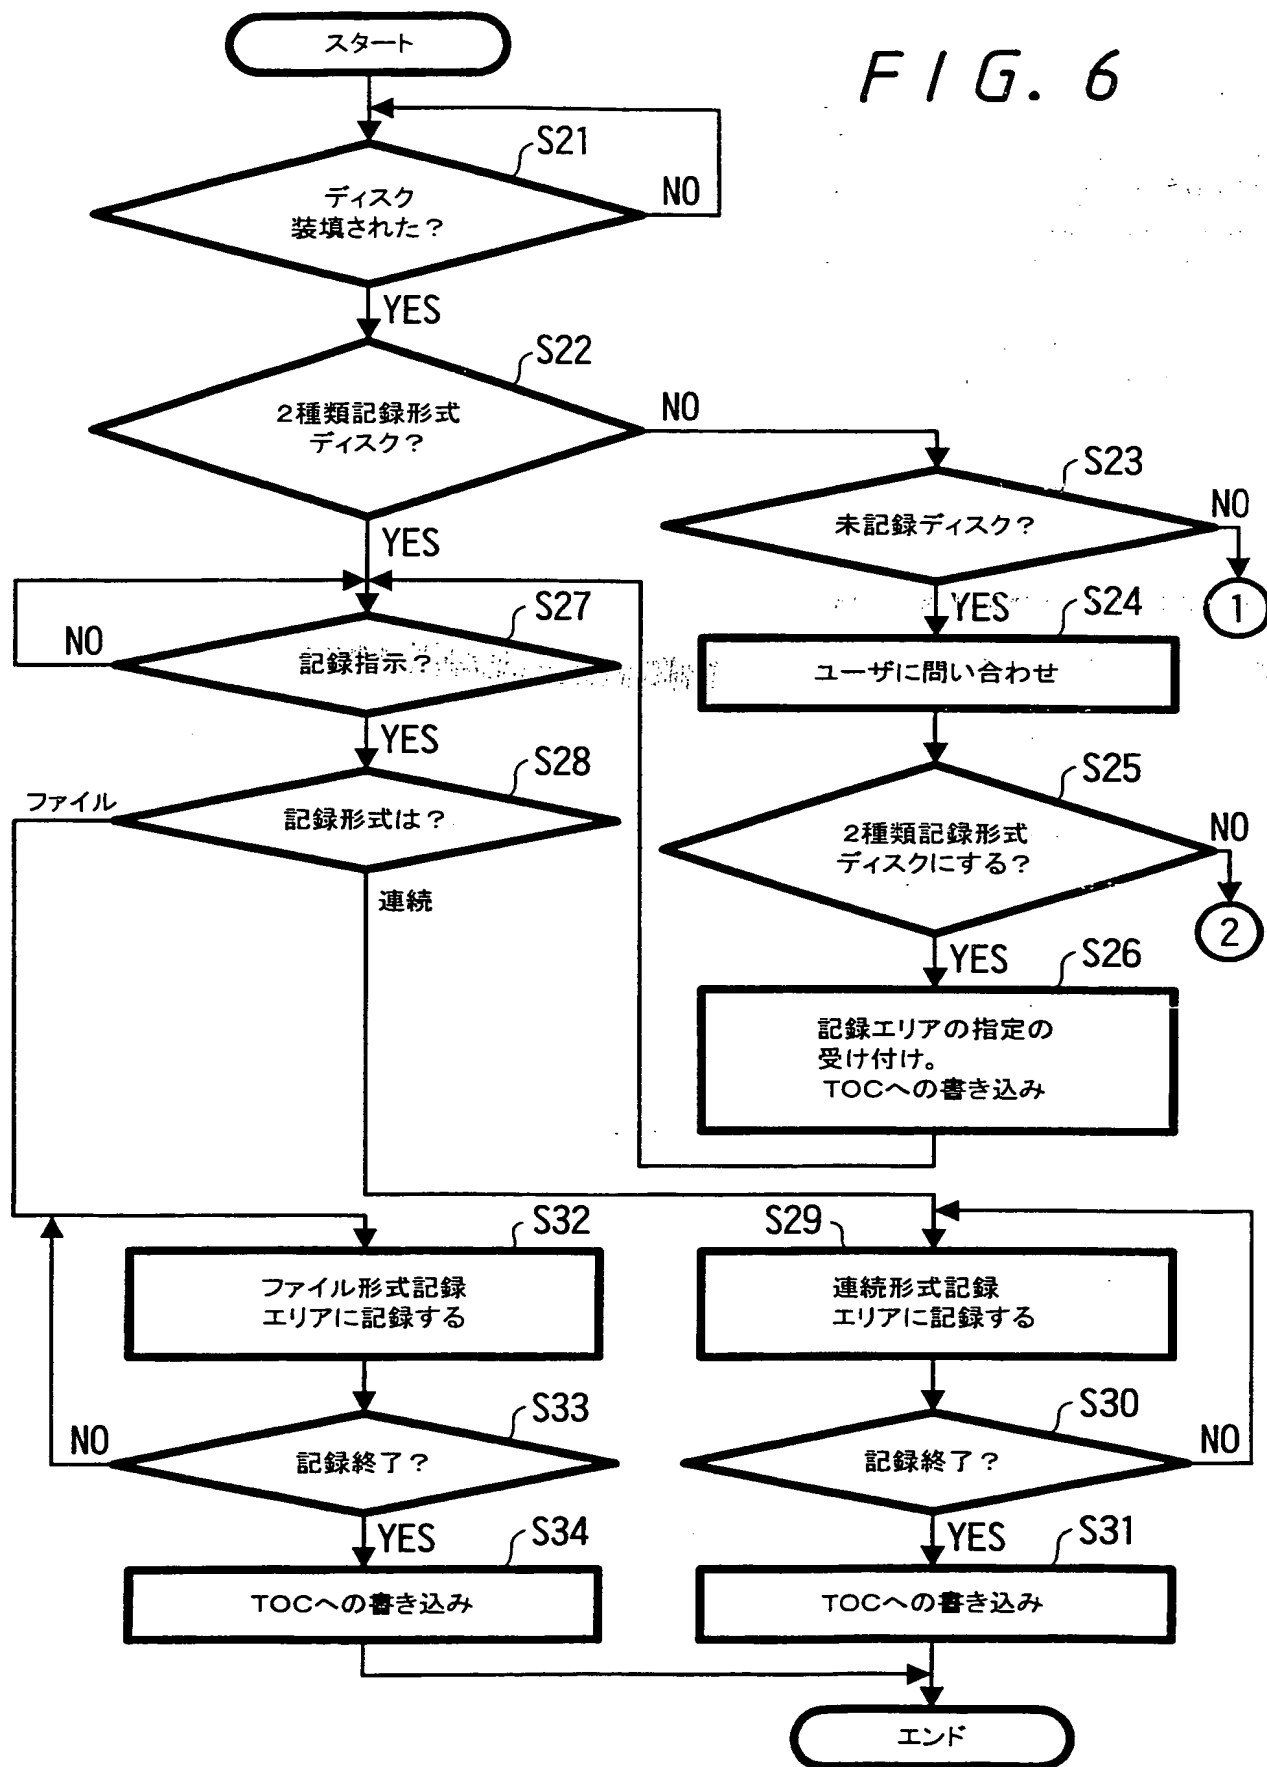 FIG. 6
スタート
S21
ディスク
装填された?
NO
YES
S22
2種類記録形式
ディスク?
NO
YES
S23
未記録ディスク?
NO
1
YES
S24
ユーザに問い合わせ
S25
2種類記録形式
ディスクにする?
NO
2
YES
S26
記録エリアの指定の
受け付け。
TOCへの書き込み
S27
記録指示?
NO
YES
S28
記録形式は?
ファイル
連続
S32
ファイル形式記録
エリアに記録する
S33
記録終了?
NO
YES
S34
TOCへの書き込み
S29
連続形式記録
エリアに記録する
S30
記録終了?
NO
YES
S31
TOCへの書き込み
エンド